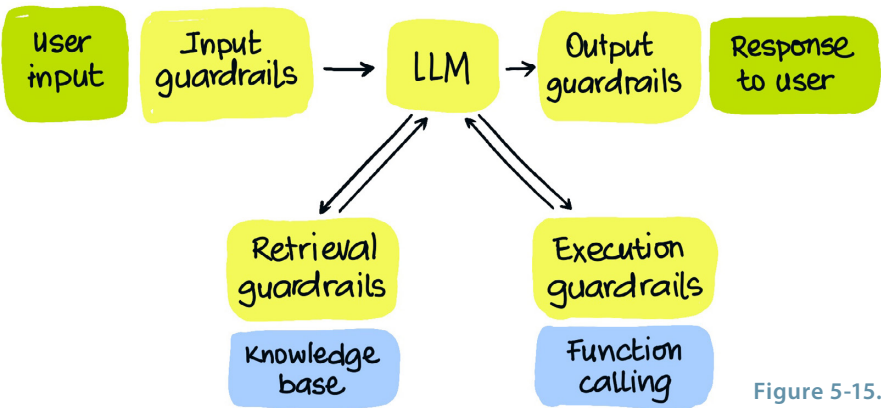 User
input
Input
guardrails
LLM
Output
guardrails
Response
to user
Retrieval
guardrails
Execution
guardrails
Knowledge
base
Function
calling
Figure 5-15.